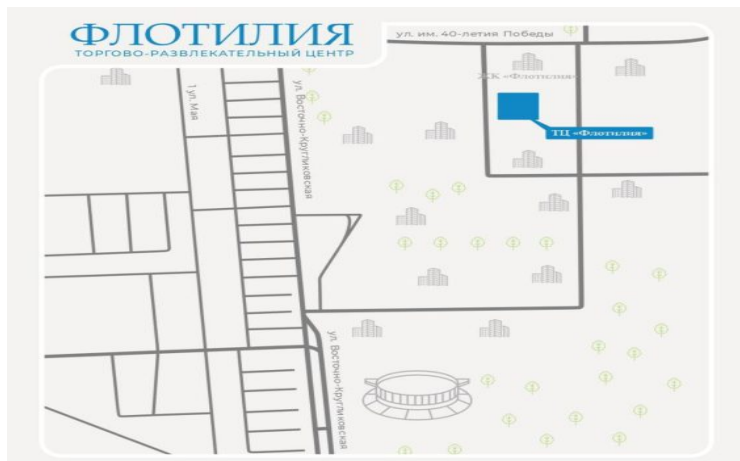 ФЛОТИЛИЯ
ТОРГОВО-РАЗВЛЕКАТЕЛЬНЫЙ ЦЕНТР
ул. им. 40-летия Победы
ЖК «Флотилия»
ТЦ «Флотилия»
1 ул. Мая
ул. Восточно-Кругликовская
ул. Восточно-Кругликовская